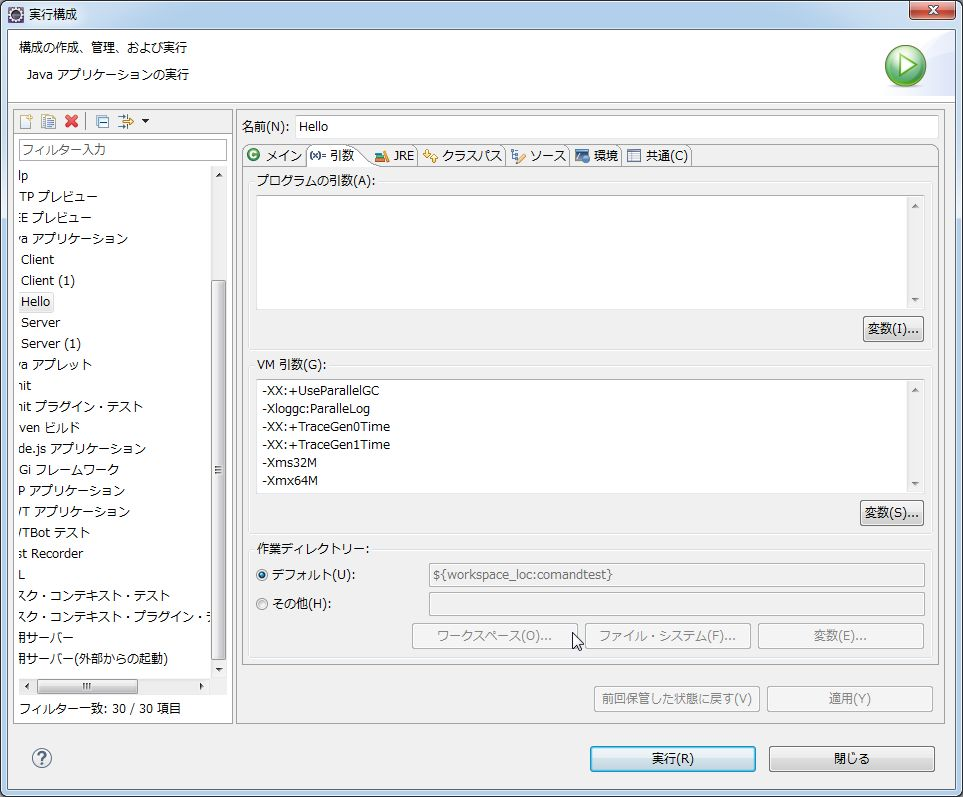 実行構成
構成の作成、管理、および実行
Java アプリケーションの実行
フィルター入力
lp
TP プレビュー
EE プレビュー
va アプリケーション
Client
Client (1)
Hello
Server
Server (1)
va アプレット
nit
nit プラグイン・テスト
ven ビルド
de.js アプリケーション
Gi フレームワーク
P アプリケーション
VT アプリケーション
VTBot テスト
st Recorder
L
スク・コンテキスト・テスト
スク・コンテキスト・プラグイン・テ
用サーバー
用サーバー(外部からの起動)
フィルター一致: 30 / 30 項目
名前(N): Hello
メイン (x)= 引数 JRE クラスパス ソース 環境 共通(C)
プログラムの引数(A):
変数(I)...
VM 引数(G):
-XX:+UseParallelGC
-Xloggc:ParalleLog
-XX:+TraceGen0Time
-XX:+TraceGen1Time
-Xms32M
-Xmx64M
変数(S)...
作業ディレクトリー:
デフォルト(U): ${workspace_loc:comandtest}
その他(H):
ワークスペース(O)... ファイル・システム(F)... 変数(E)...
前回保管した状態に戻す(V) 適用(Y)
実行(R) 閉じる